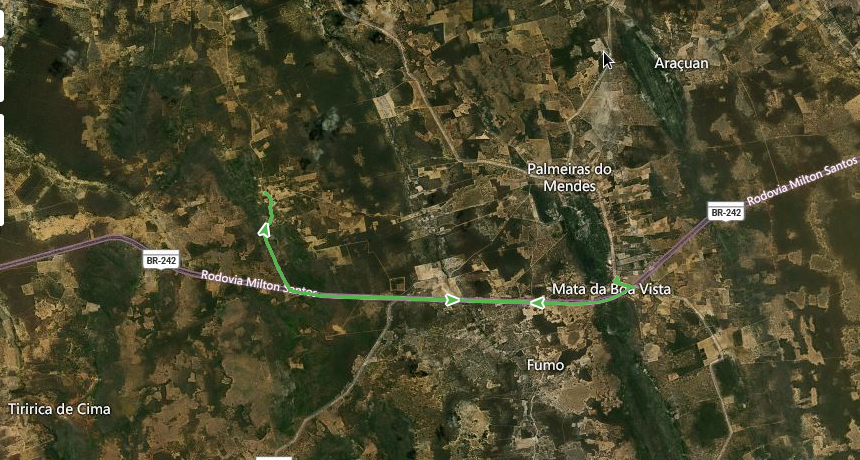 Araçuan
Palmeiras do
Mendes
Rodovia Milton Santos
BR-242
BR-242
Rodovia Milton Santos
Mata da Boa Vista
Fumo
Tiririca de Cima